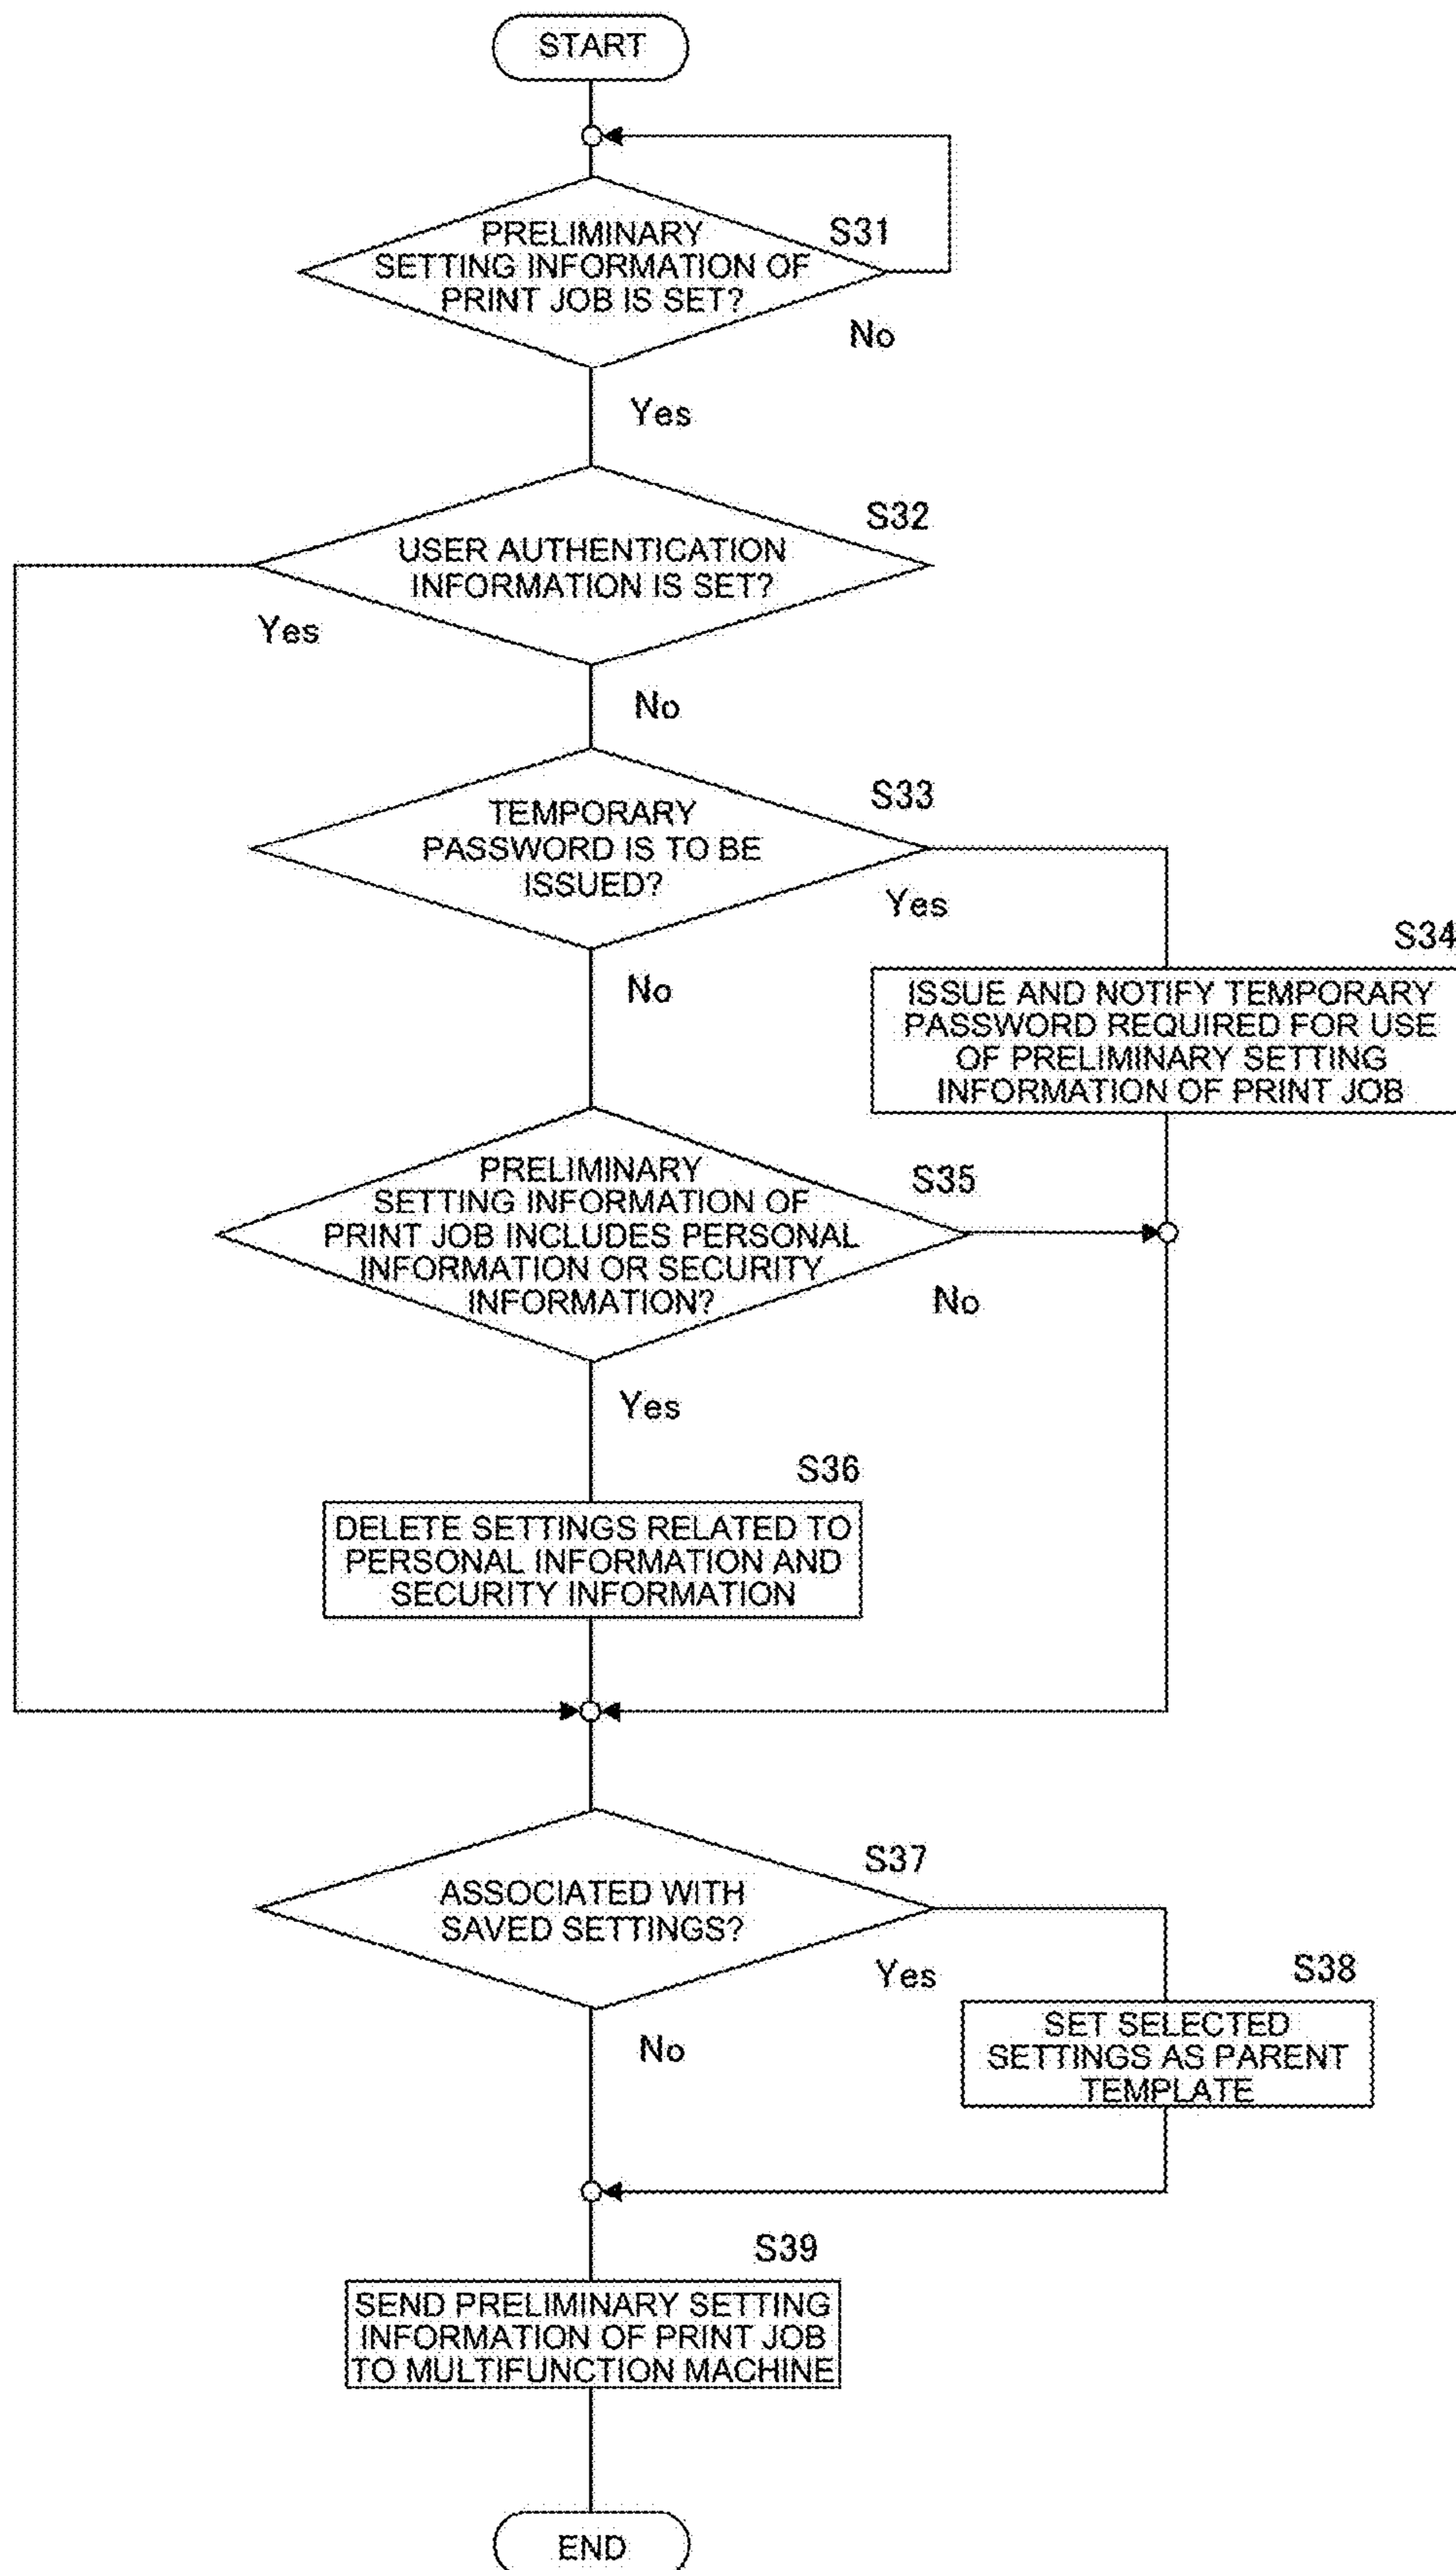 START
PRELIMINARY
SETTING INFORMATION OF
PRINT JOB IS SET?
S31
No
Yes
S32
USER AUTHENTICATION
INFORMATION IS SET?
Yes
No
S33
TEMPORARY
PASSWORD IS TO BE
ISSUED?
Yes
No
S34
ISSUE AND NOTIFY TEMPORARY
PASSWORD REQUIRED FOR USE
OF PRELIMINARY SETTING
INFORMATION OF PRINT JOB
S35
PRELIMINARY
SETTING INFORMATION OF
PRINT JOB INCLUDES PERSONAL
INFORMATION OR SECURITY
INFORMATION?
No
Yes
S36
DELETE SETTINGS RELATED TO
PERSONAL INFORMATION AND
SECURITY INFORMATION
S37
ASSOCIATED WITH
SAVED SETTINGS?
Yes
No
S38
SET SELECTED
SETTINGS AS PARENT
TEMPLATE
S39
SEND PRELIMINARY SETTING
INFORMATION OF PRINT JOB
TO MULTIFUNCTION MACHINE
END